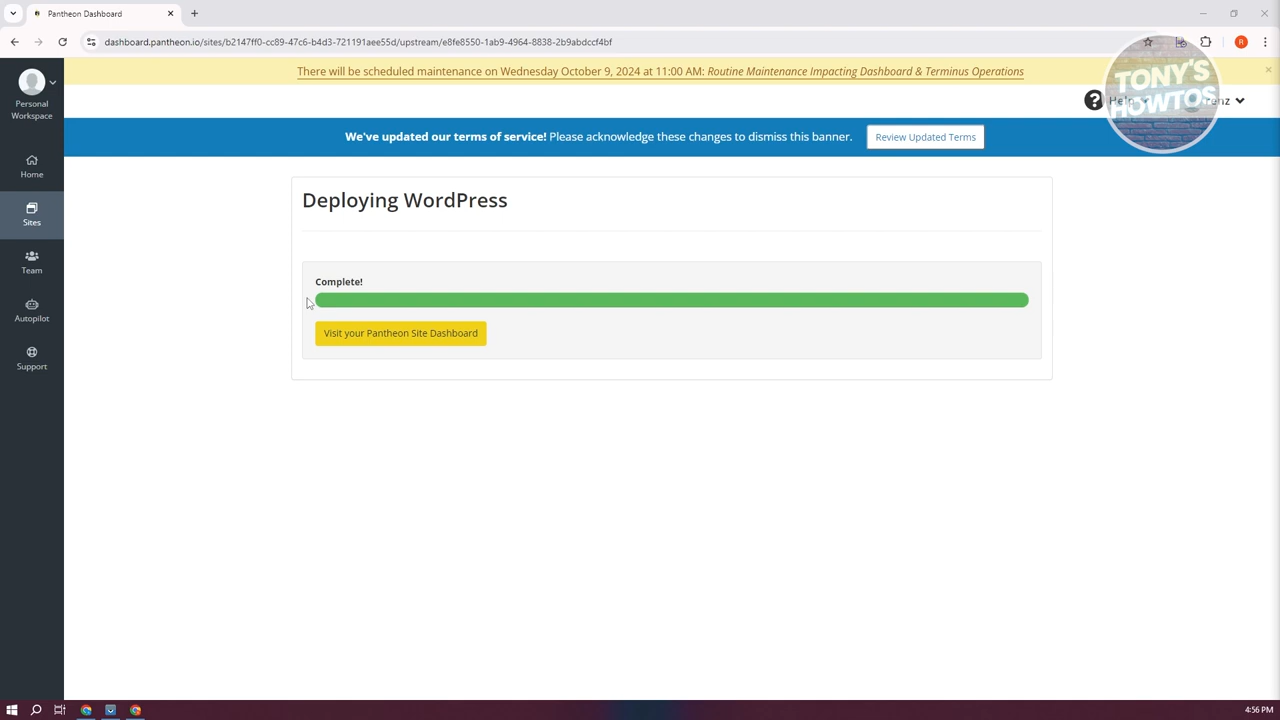 Pantheon Dashboard
dashboard.pantheon.io/sites/b2147ff0-cc89-47c6-b4d3-721191aee55d/upstream/e8fe8550-1ab9-4964-8838-2b9abdccf4bf
R
There will be scheduled maintenance on Wednesday October 9, 2024 at 11:00 AM: Routine Maintenance Impacting Dashboard & Terminus Operations
Personal
Workspace
Help
TONY'S
HOWTOS
We've updated our terms of service! Please acknowledge these changes to dismiss this banner.
Review Updated Terms
Home
Sites
Team
Autopilot
Support
Deploying WordPress
Complete!
Visit your Pantheon Site Dashboard
4:56 PM